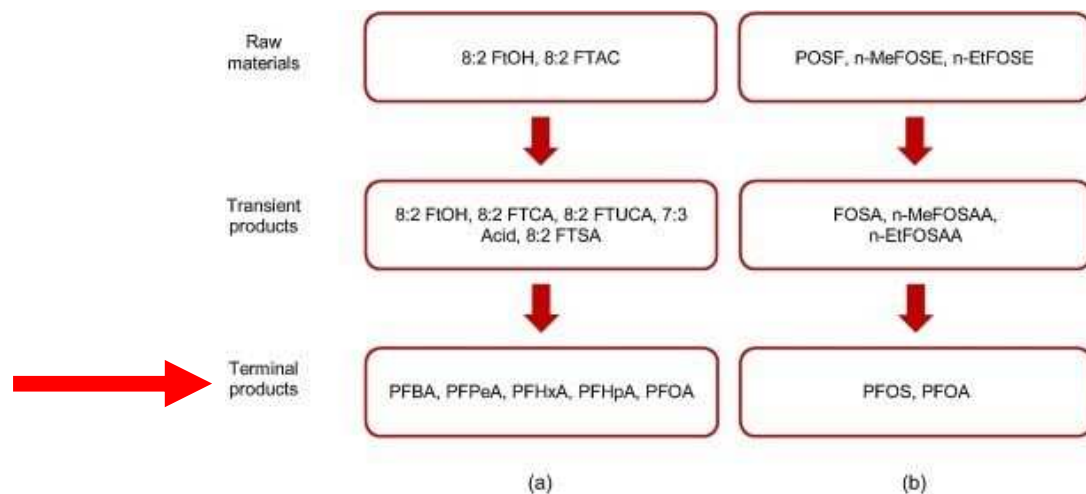 Raw
materials
8:2 FtOH, 8:2 FTAC
POSF, n-MeFOSE, n-EtFOSE
Transient
products
8:2 FtOH, 8:2 FTCA, 8:2 FTUCA, 7:3
Acid, 8:2 FTSA
FOSA, n-MeFOSAA,
n-EtFOSAA
Terminal
products
PFBA, PFPeA, PFHxA, PFHpA, PFOA
PFOS, PFOA
(a)
(b)